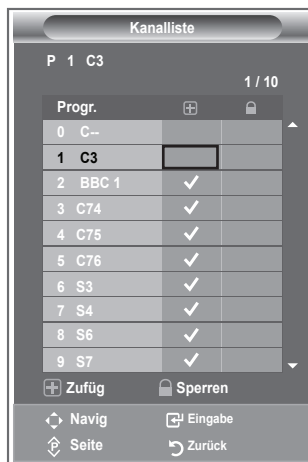 Kanalliste
P 1 C3
1 / 10
Progr.
0 C--
1 C3
2 BBC 1
3 C74
4 C75
5 C76
6 S3
7 S4
8 S6
9 S7
Zufüg Sperren
Navig Eingabe
P Seite Zurück